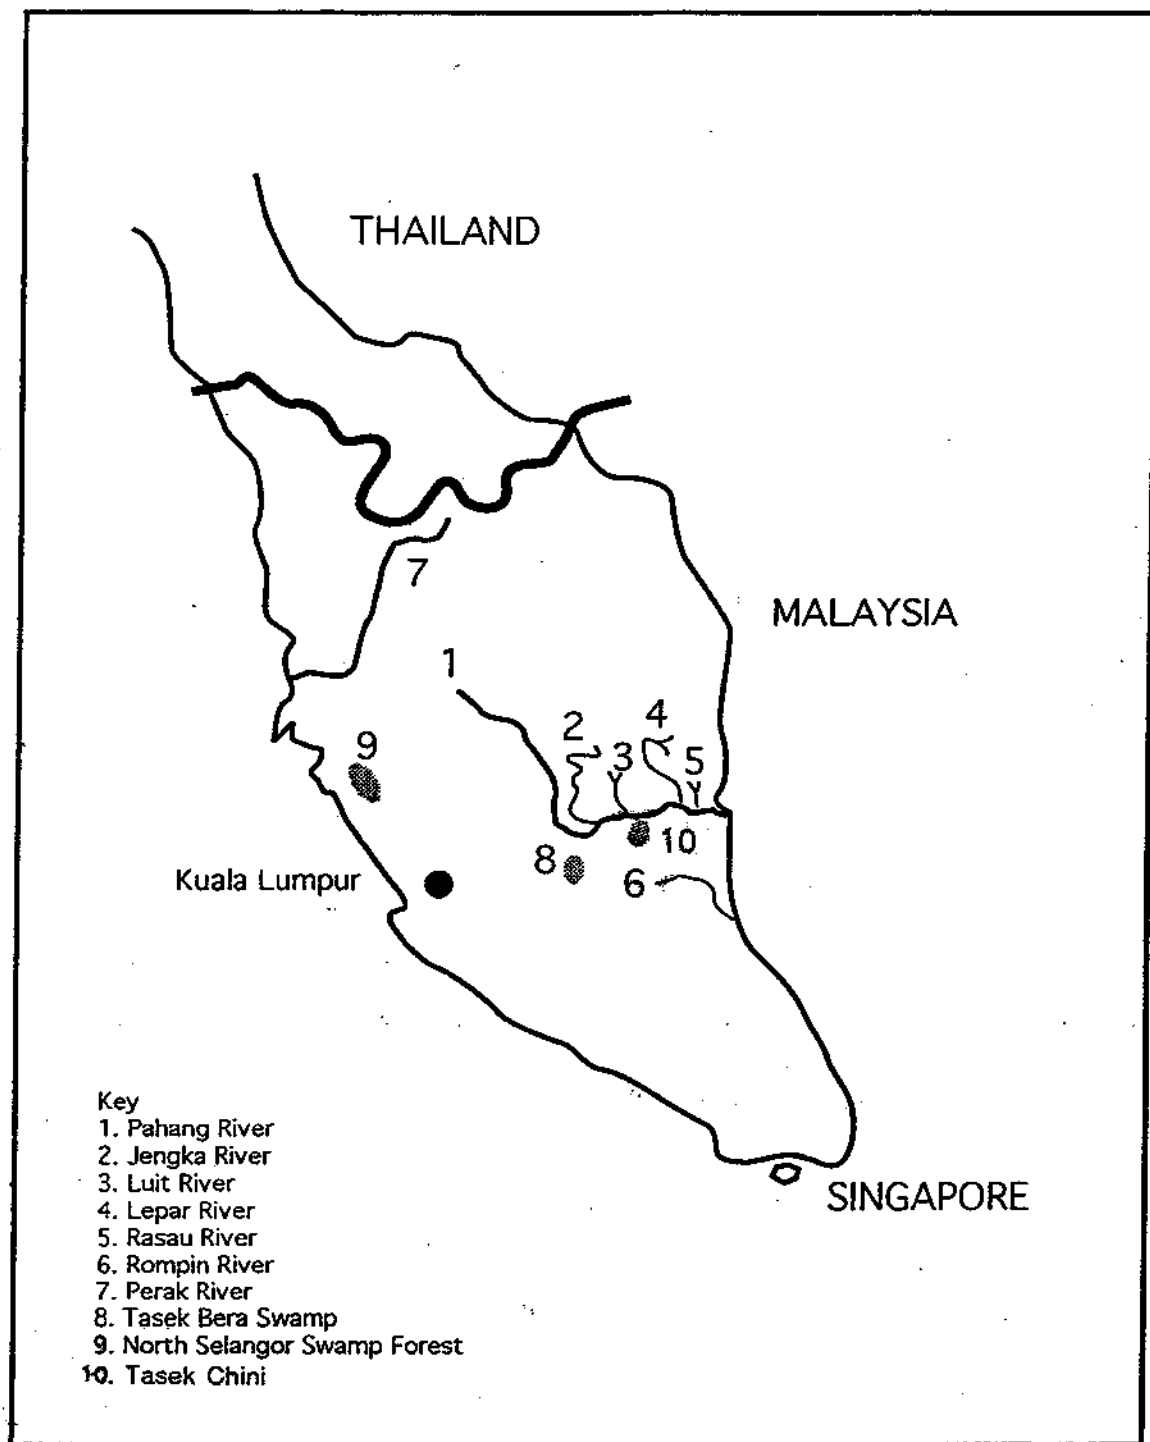 THAILAND
7
MALAYSIA
1
2
4
9
3
5
10
8
Kuala Lumpur
6
Key
1. Pahang River
2. Jengka River
3. Luit River
4. Lepar River
5. Rasau River
6. Rompin River
7. Perak River
8. Tasek Bera Swamp
9. North Selangor Swamp Forest
10. Tasek Chini
SINGAPORE